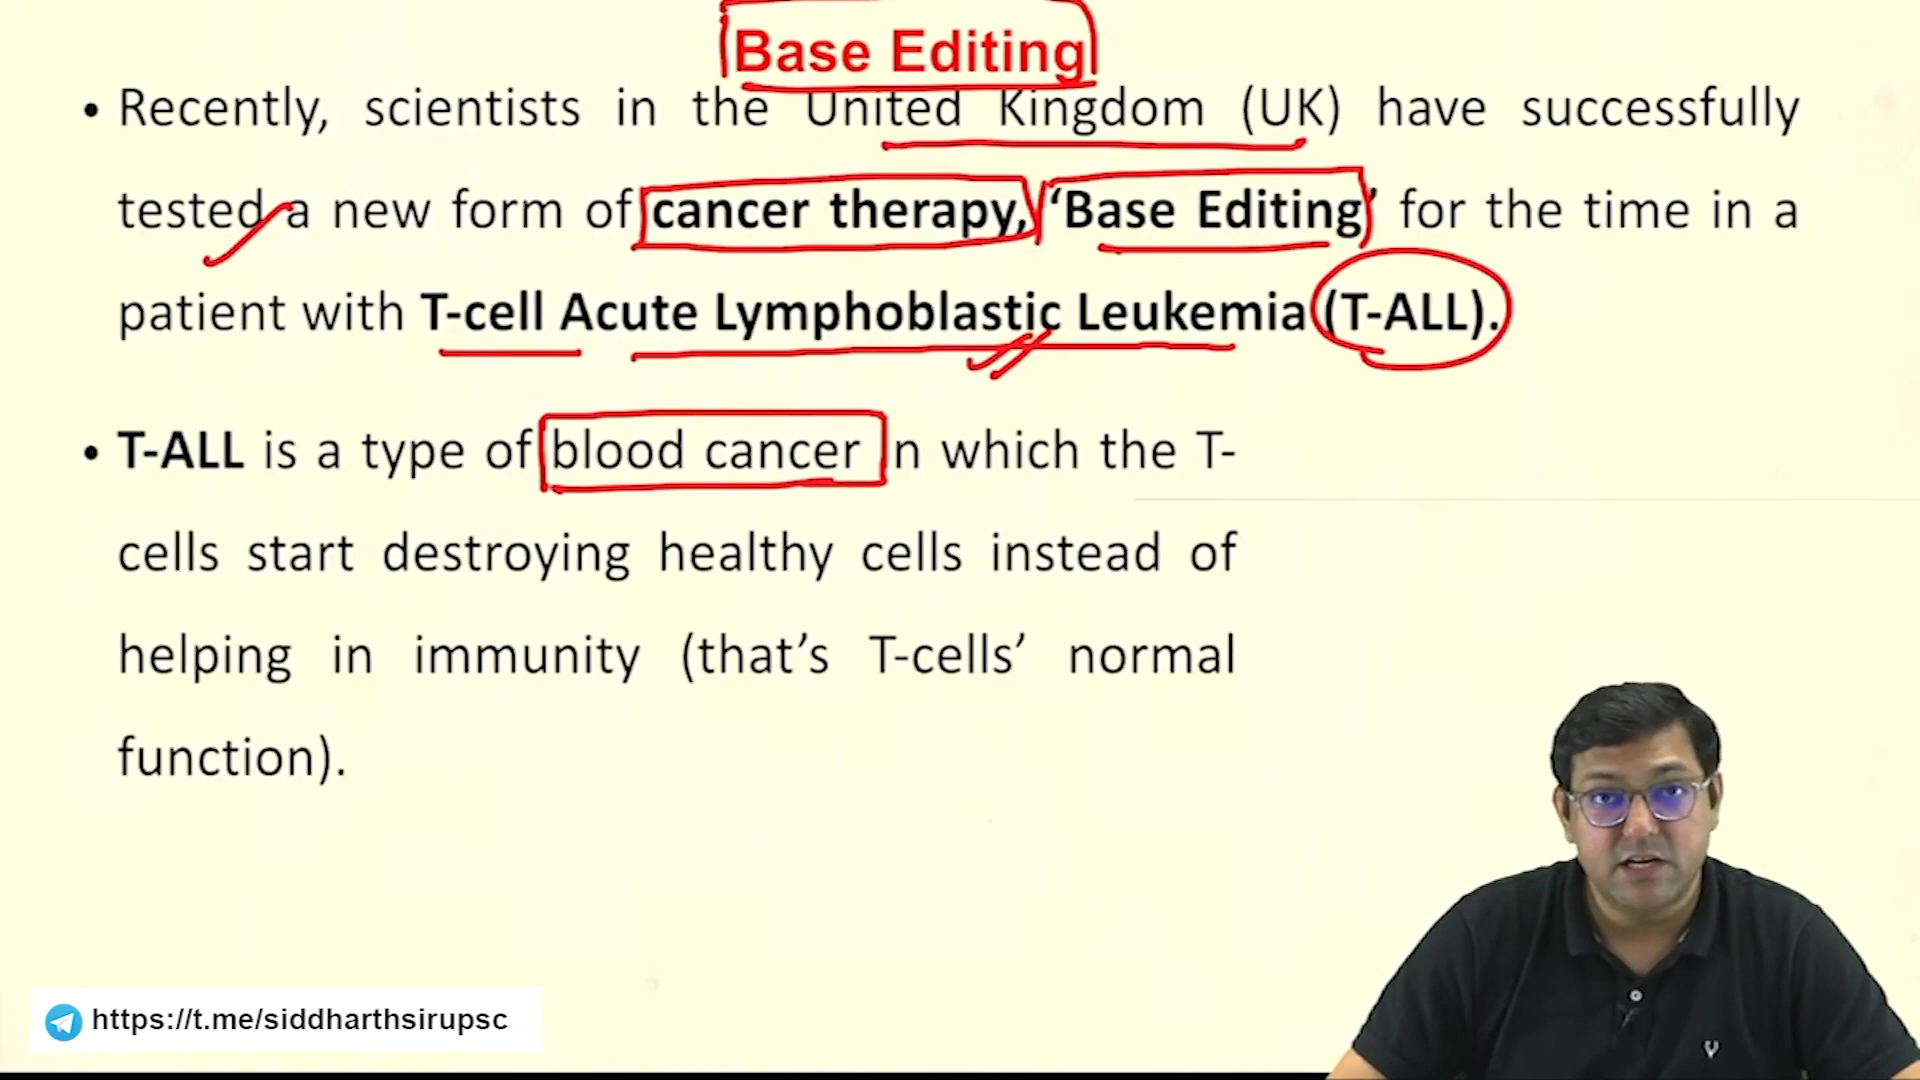 Base Editing
• Recently, scientists in the United Kingdom (UK) have successfully
tested a new form of cancer therapy, ‘Base Editing’ for the time in a
patient with T-cell Acute Lymphoblastic Leukemia (T-ALL).
• T-ALL is a type of blood cancer in which the T-
cells start destroying healthy cells instead of
helping in immunity (that’s T-cells’ normal
function).
https://t.me/siddharthsirupsc